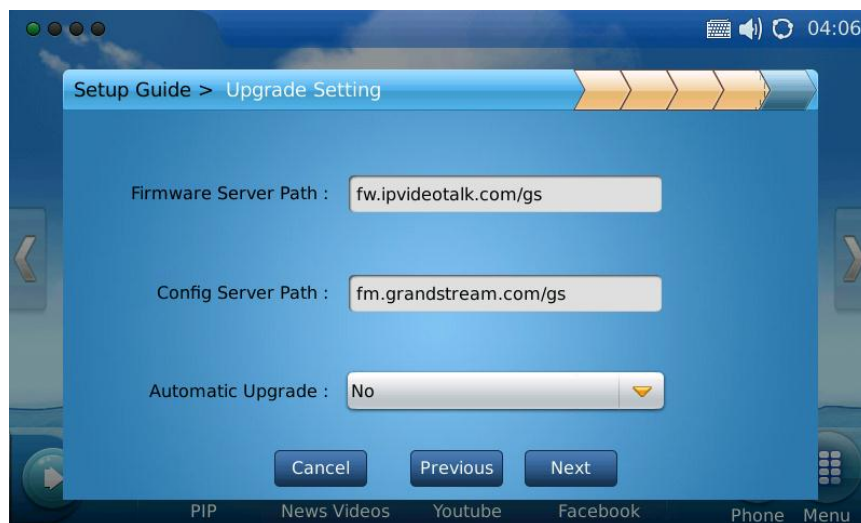 04:06
Setup Guide > Upgrade Setting
Firmware Server Path : fw.ipvideotalk.com/gs
Config Server Path : fm.grandstream.com/gs
Automatic Upgrade : No
Cancel Previous Next
PIP News Videos Youtube Facebook Phone Menu